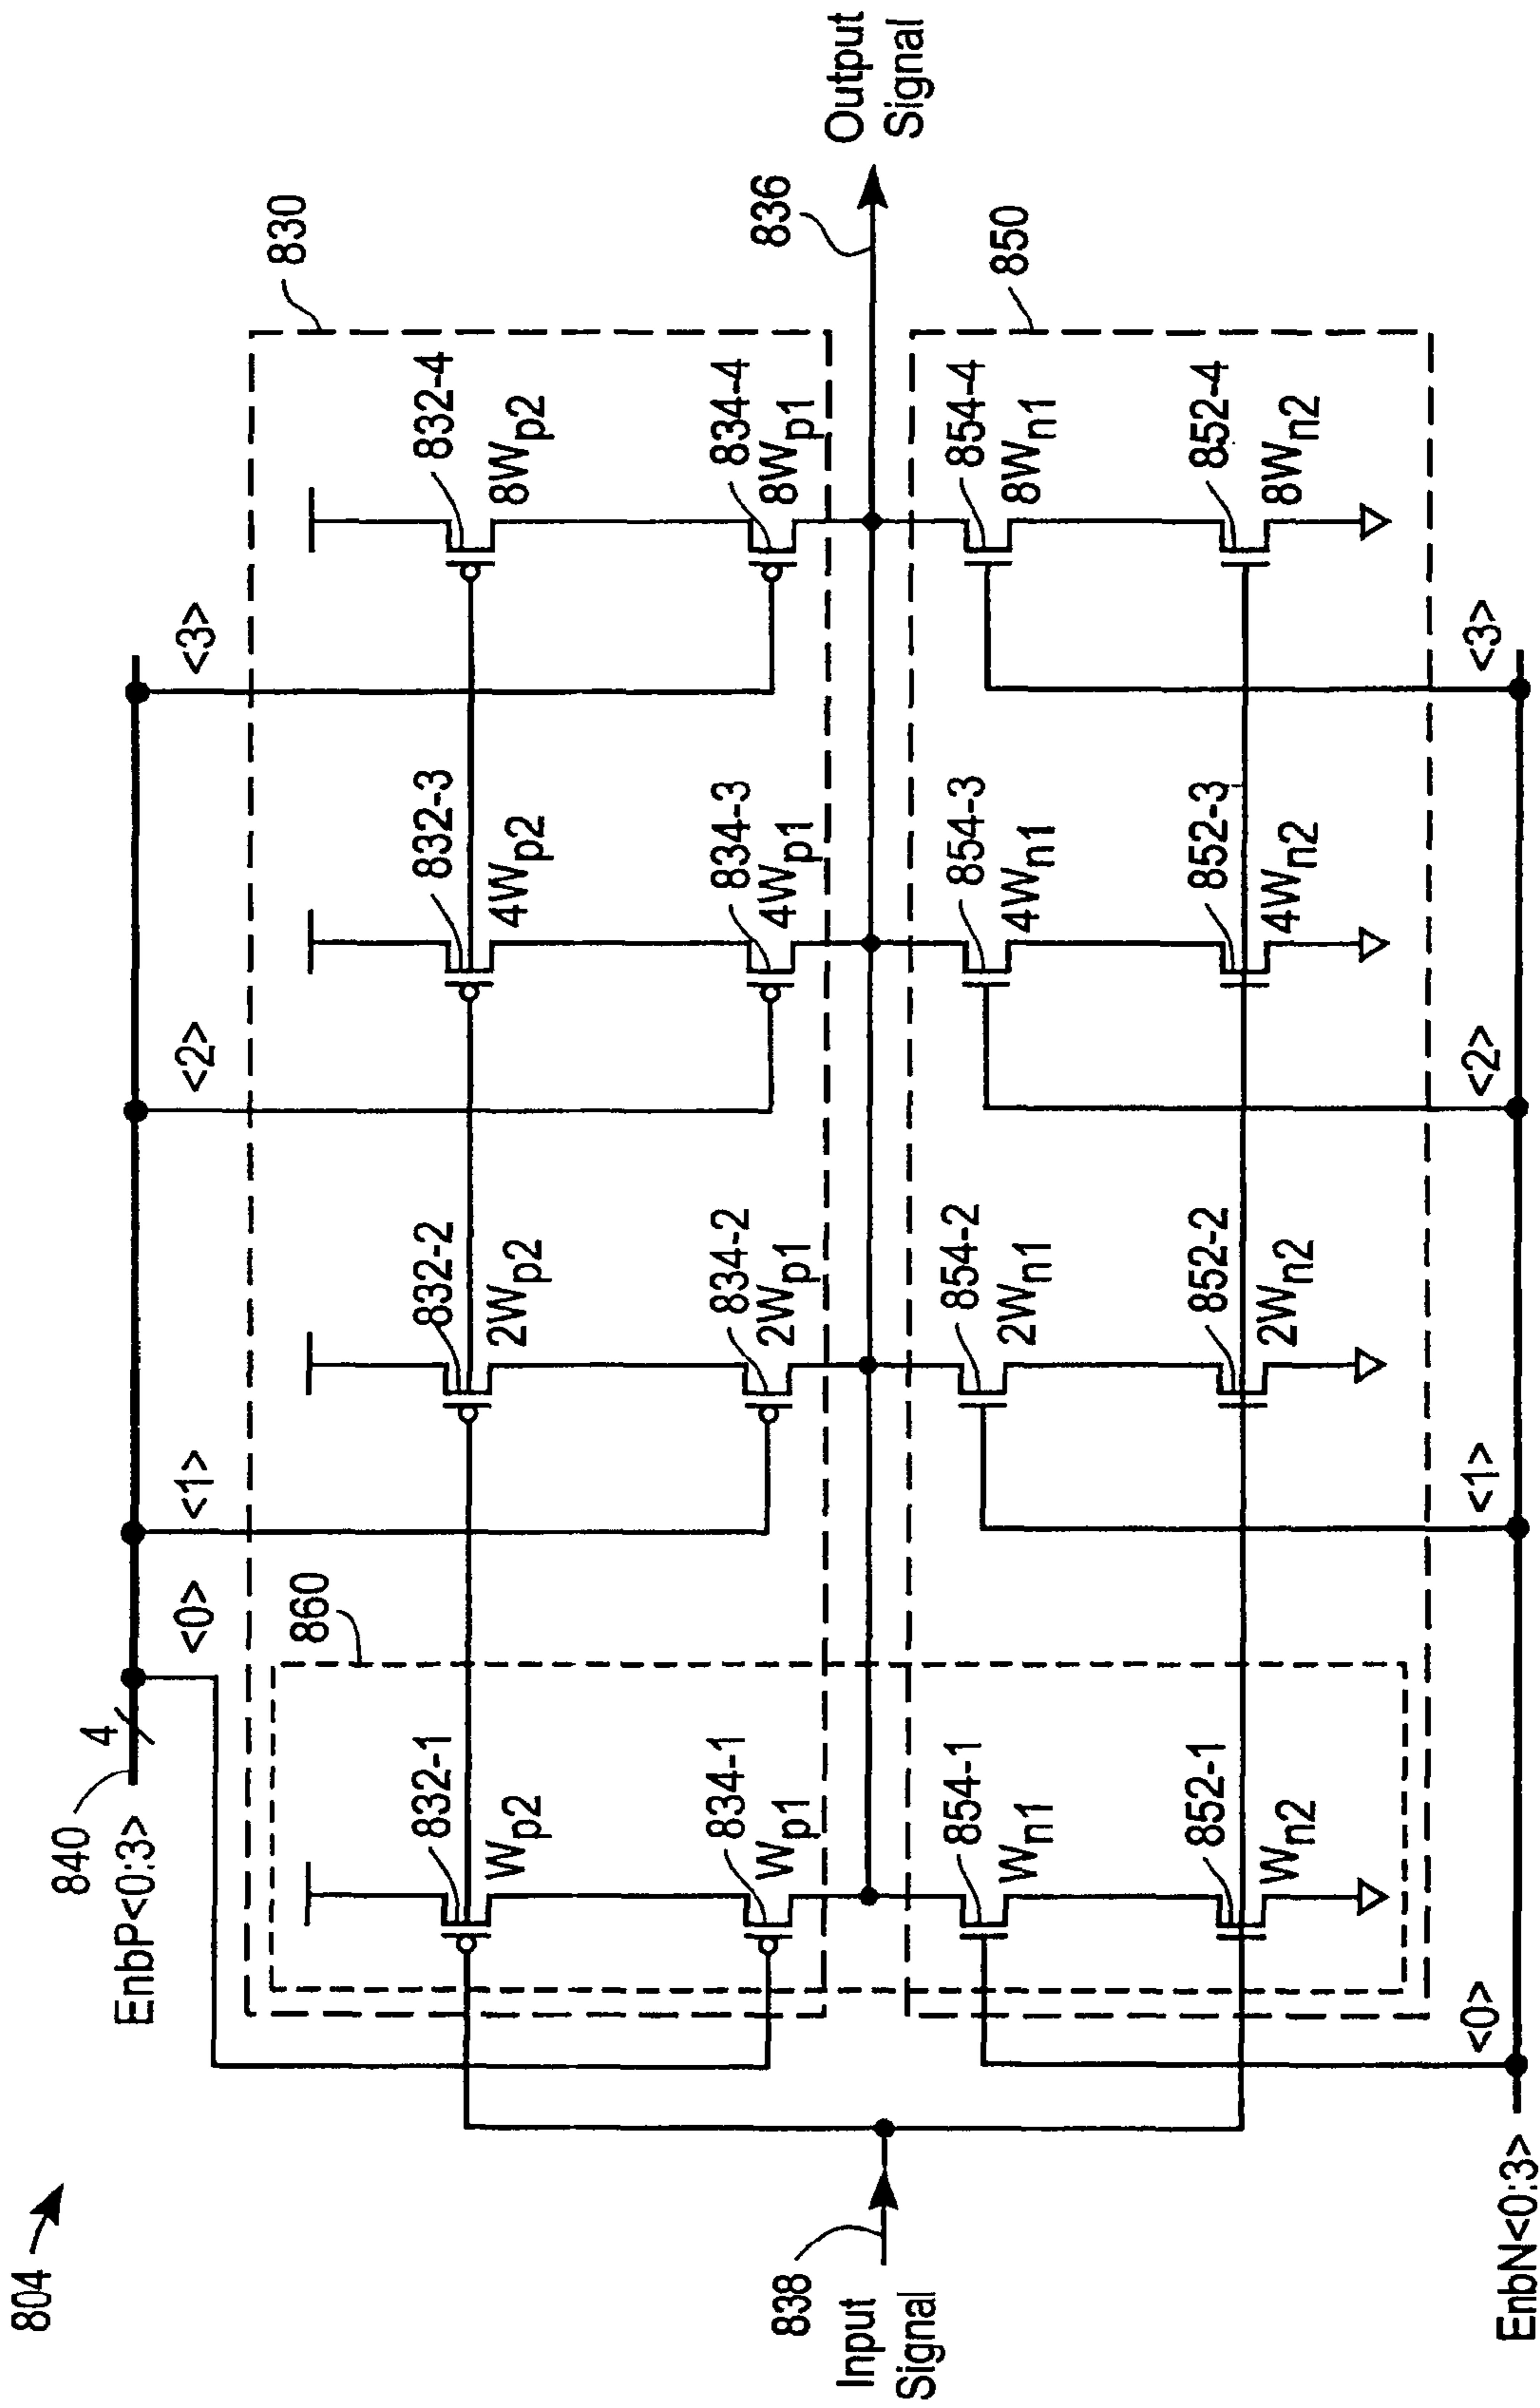 804
840
EnbP<0:3>
4
<0>
<1>
<2>
<3>
860
830
832-1
Wp2
832-2
2Wp2
832-3
4Wp2
832-4
8Wp2
834-1
Wp1
834-2
2Wp1
834-3
4Wp1
834-4
8Wp1
838
Input
Signal
836
Output
Signal
850
854-1
Wn1
854-2
2Wn1
854-3
4Wn1
854-4
8Wn1
852-1
Wn2
852-2
2Wn2
852-3
4Wn2
852-4
8Wn2
<0>
<1>
<2>
<3>
EnbN<0:3>